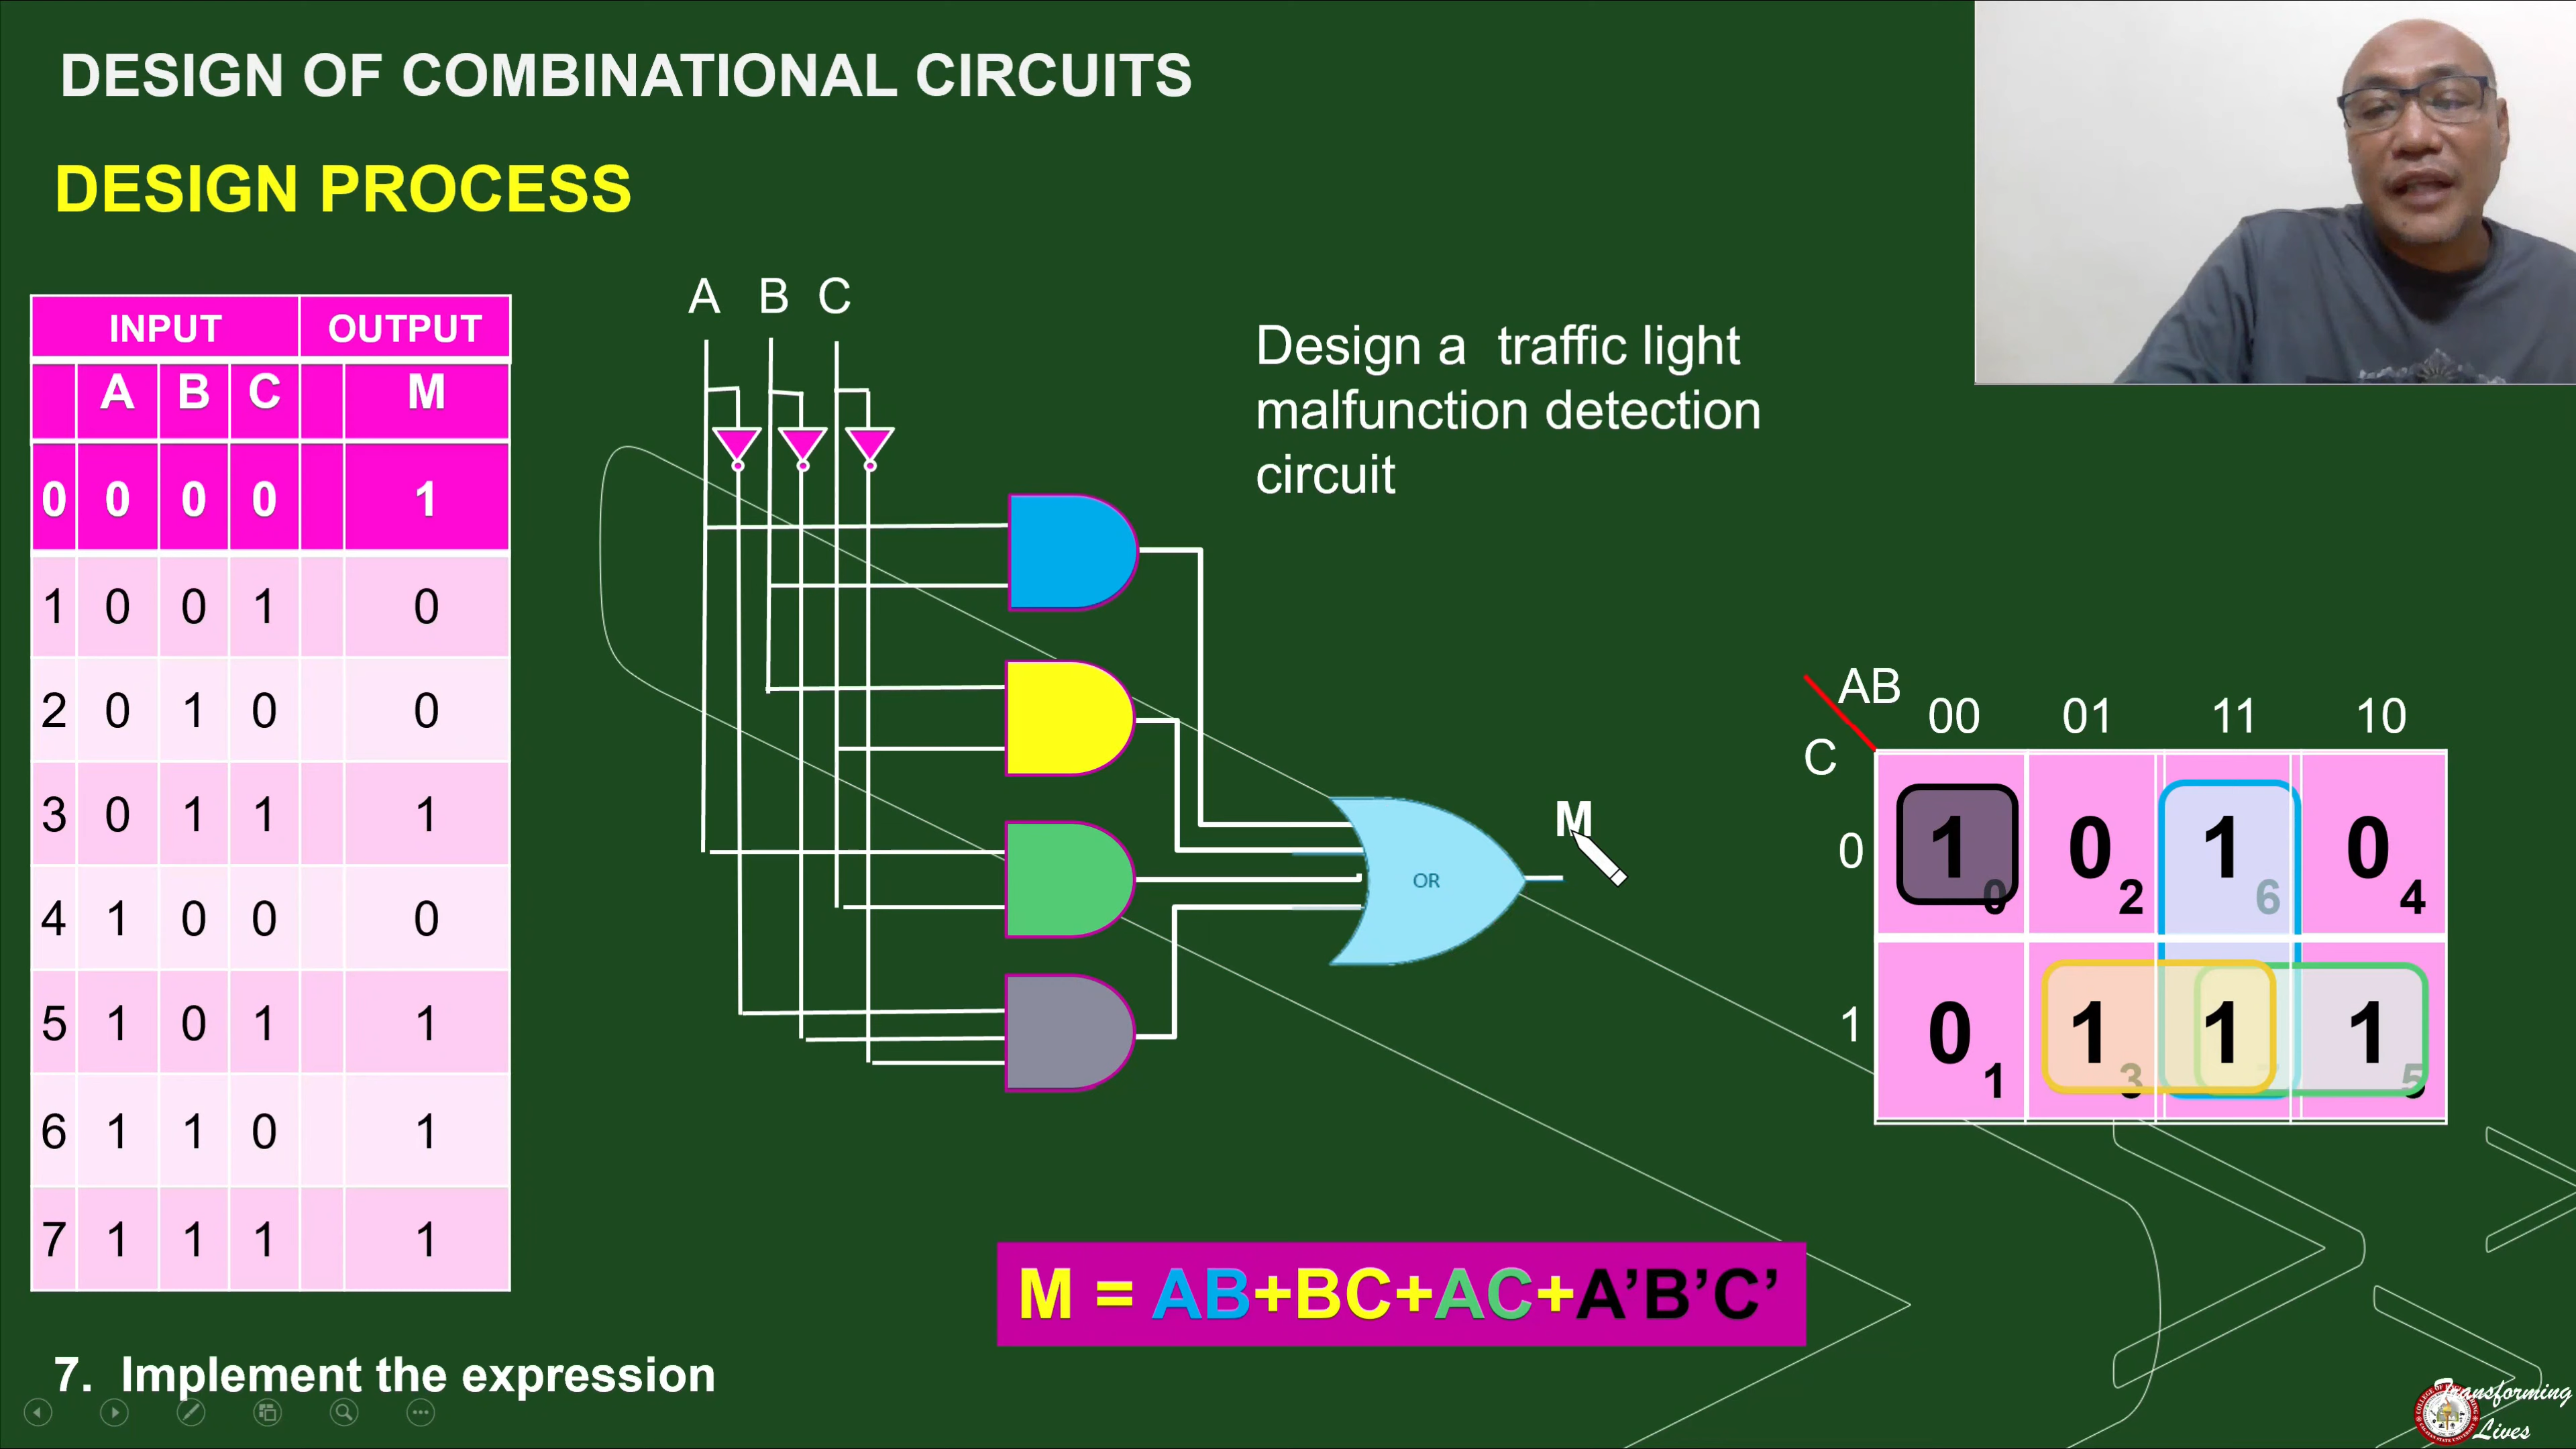 DESIGN OF COMBINATIONAL CIRCUITS
DESIGN PROCESS
INPUT OUTPUT
A B C M
0 0 0 0 1
1 0 0 1 0
2 0 1 0 0
3 0 1 1 1
4 1 0 0 0
5 1 0 1 1
6 1 1 0 1
7 1 1 1 1
A B C
OR
M
Design a traffic light
malfunction detection
circuit
AB
00 01 11 10
C
0 1 0 0 2 1 6 0 4
1 0 1 1 3 1 1 5
M = AB+BC+AC+A’B’C’
7. Implement the expression
Transforming
Lives